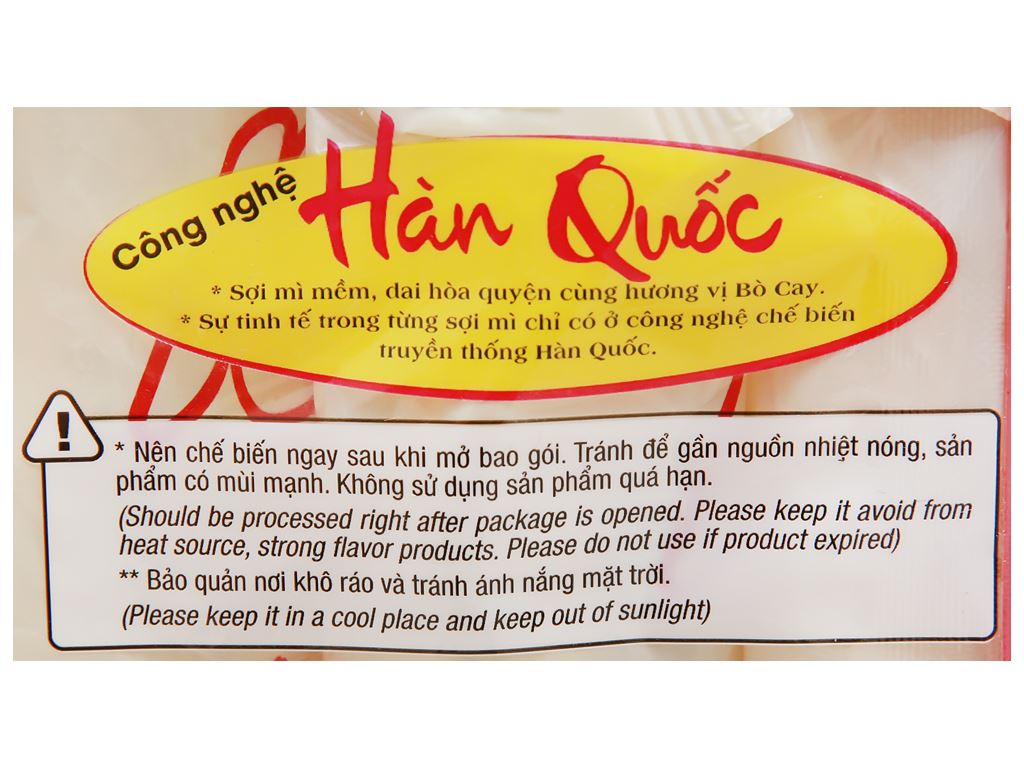 Công nghệ Hàn Quốc
* Sợi mì mềm, dai hòa quyện cùng hương vị Bò Cay.
* Sự tinh tế trong từng sợi mì chỉ có ở công nghệ chế biến
truyền thống Hàn Quốc.
!
* Nên chế biến ngay sau khi mở bao gói. Tránh để gần nguồn nhiệt nóng, sản
phẩm có mùi mạnh. Không sử dụng sản phẩm quá hạn.
(Should be processed right after package is opened. Please keep it avoid from
heat source, strong flavor products. Please do not use if product expired)
** Bảo quản nơi khô ráo và tránh ánh nắng mặt trời.
(Please keep it in a cool place and keep out of sunlight)